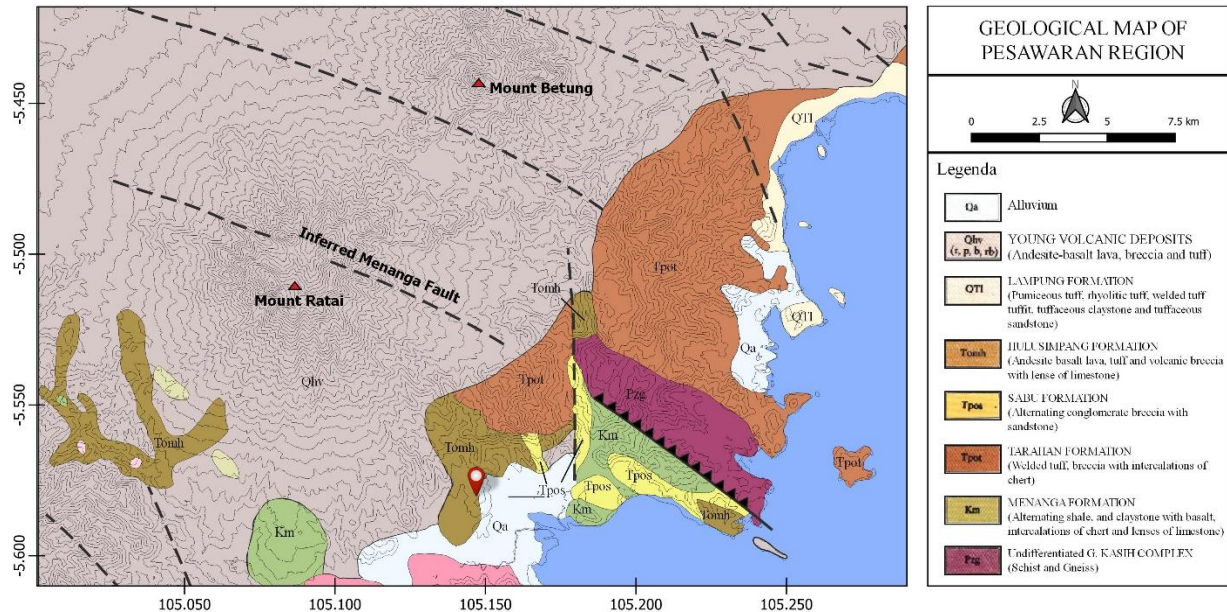 Mount Betung
Inferred Menanga Fault
Mount Ratai
QTl
Tpot
Tomh
QTl
Qa
Qhv
Tpot
Pzg
Tomh
Tomh
Km
Tpot
Tpos
Tpos
Tpos
Qa
Km
Tomh
Km
-5.450
-5.500
-5.550
-5.600
105.050
105.100
105.150
105.200
105.250
GEOLOGICAL MAP OF
PESAWARAN REGION
N
0 2.5 5 7.5 km
Legenda
Qa Alluvium
Qhv
(r, p, b, rb)
YOUNG VOLCANIC DEPOSITS
(Andesite-basalt lava, breccia and tuff)
QTl
LAMPUNG FORMATION
(Pumiceous tuff, rhyolitic tuff, welded tuff
tuffit, tuffaceous claystone and tuffaceous
sandstone)
Tomh
HULUSIMPANG FORMATION
(Andesite basalt lava, tuff and volcanic breccia
with lense of limestone)
Tpos
SABU FORMATION
(Alternating conglomerate breccia with
sandstone)
Tpot
TARAHAN FORMATION
(Welded tuff, breccia with intercalations of
chert)
Km
MENANGA FORMATION
(Alternating shale, and claystone with basalt,
intercalations of chert and lenses of limestone)
Pzg
Undifferentiated G. KASIH COMPLEX
(Schist and Gneiss)